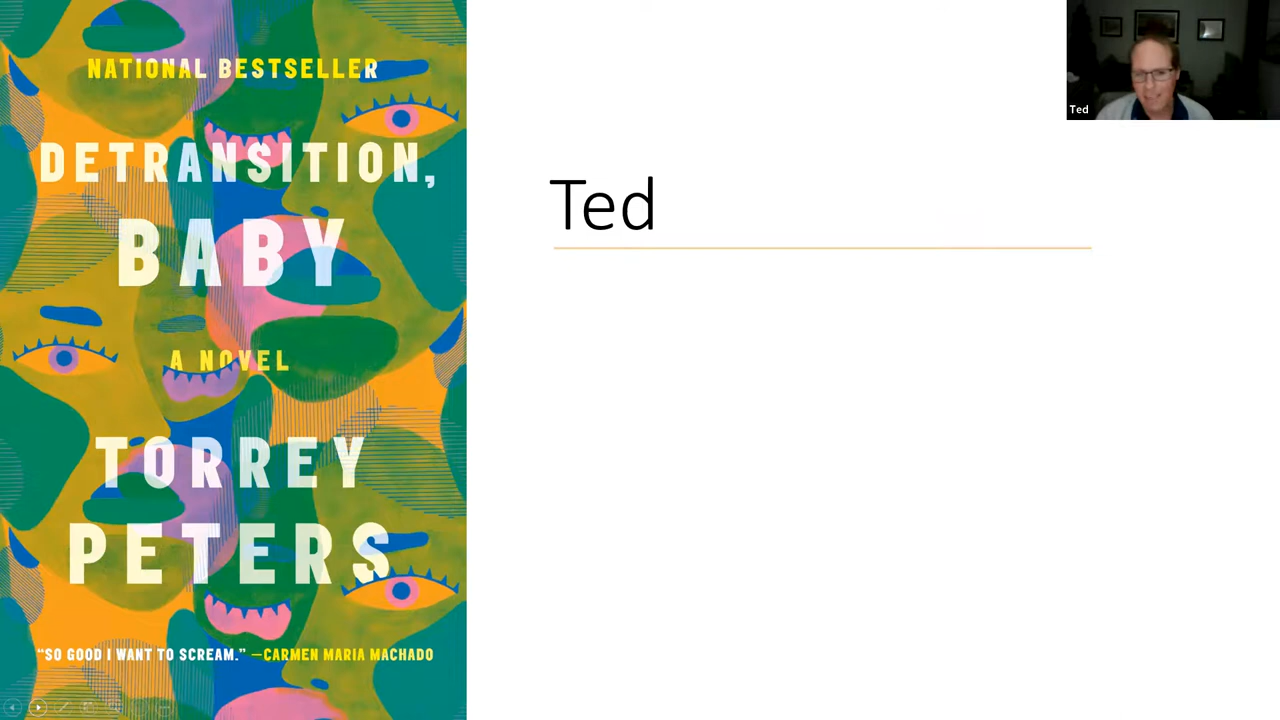 NATIONAL BESTSELLER
DETRANSITION,
BABY
A NOVEL
TORREY
PETERS
“SO GOOD I WANT TO SCREAM.” —CARMEN MARIA MACHADO
Ted
Ted